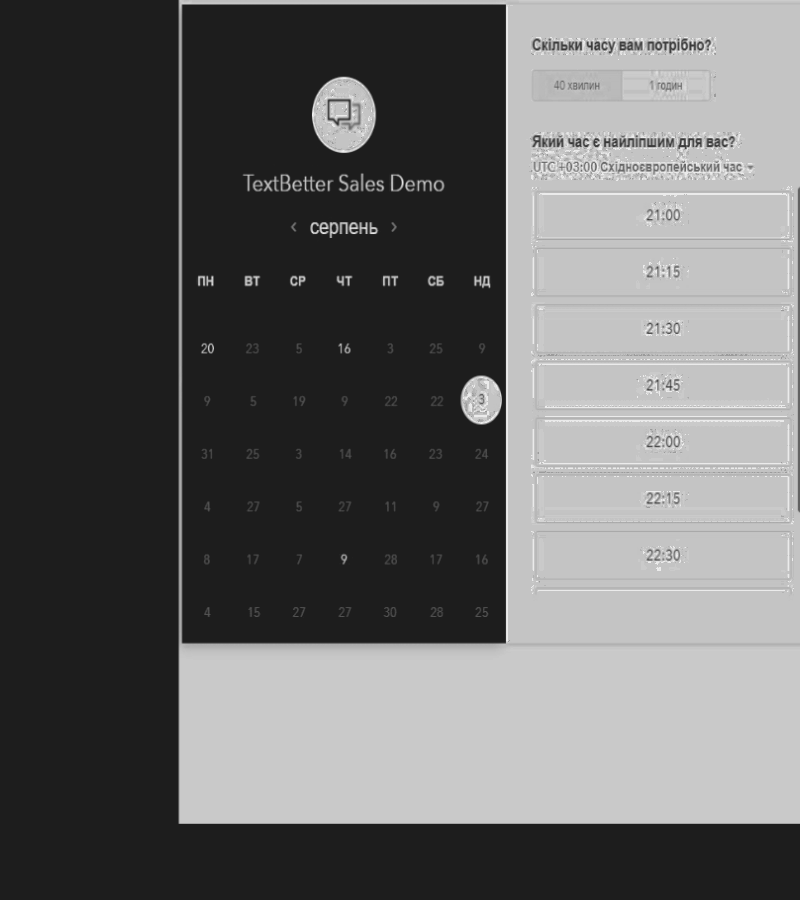 TextBetter Sales Demo
‹ серпень ›
ПН ВТ СР ЧТ ПТ СБ НД
20 23 5 16 3 25 9
9 5 19 9 22 22 3
31 25 3 14 16 23 24
4 27 5 27 11 9 27
8 17 7 9 28 17 16
4 15 27 27 30 28 25
Скільки часу вам потрібно?
40 хвилин 1 годин
Який час є найліпшим для вас?
UTC +03:00 Східноєвропейський час
21:00
21:15
21:30
21:45
22:00
22:15
22:30